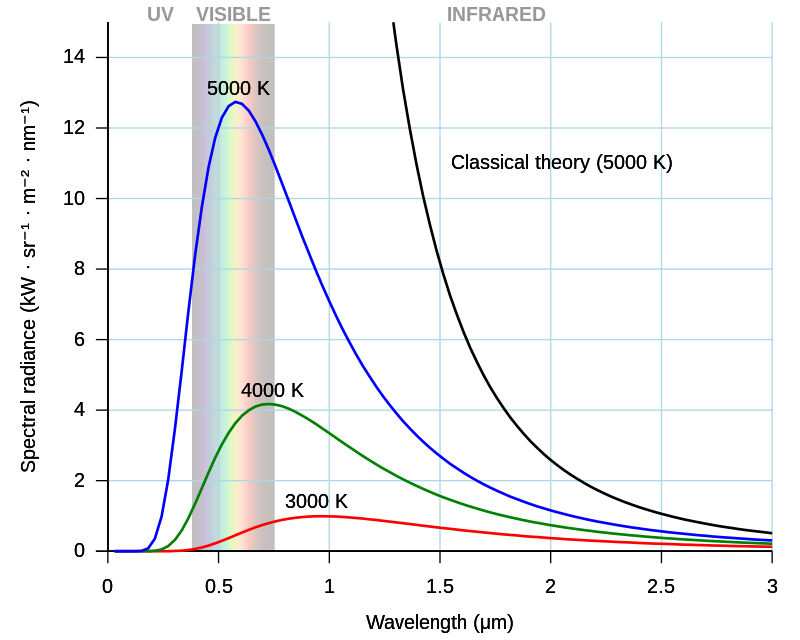 UV VISIBLE INFRARED
14
12
10
8
6
4
2
0
Spectral radiance (kW · sr⁻¹ · m⁻² · nm⁻¹)
5000 K
Classical theory (5000 K)
4000 K
3000 K
0 0.5 1 1.5 2 2.5 3
Wavelength (μm)